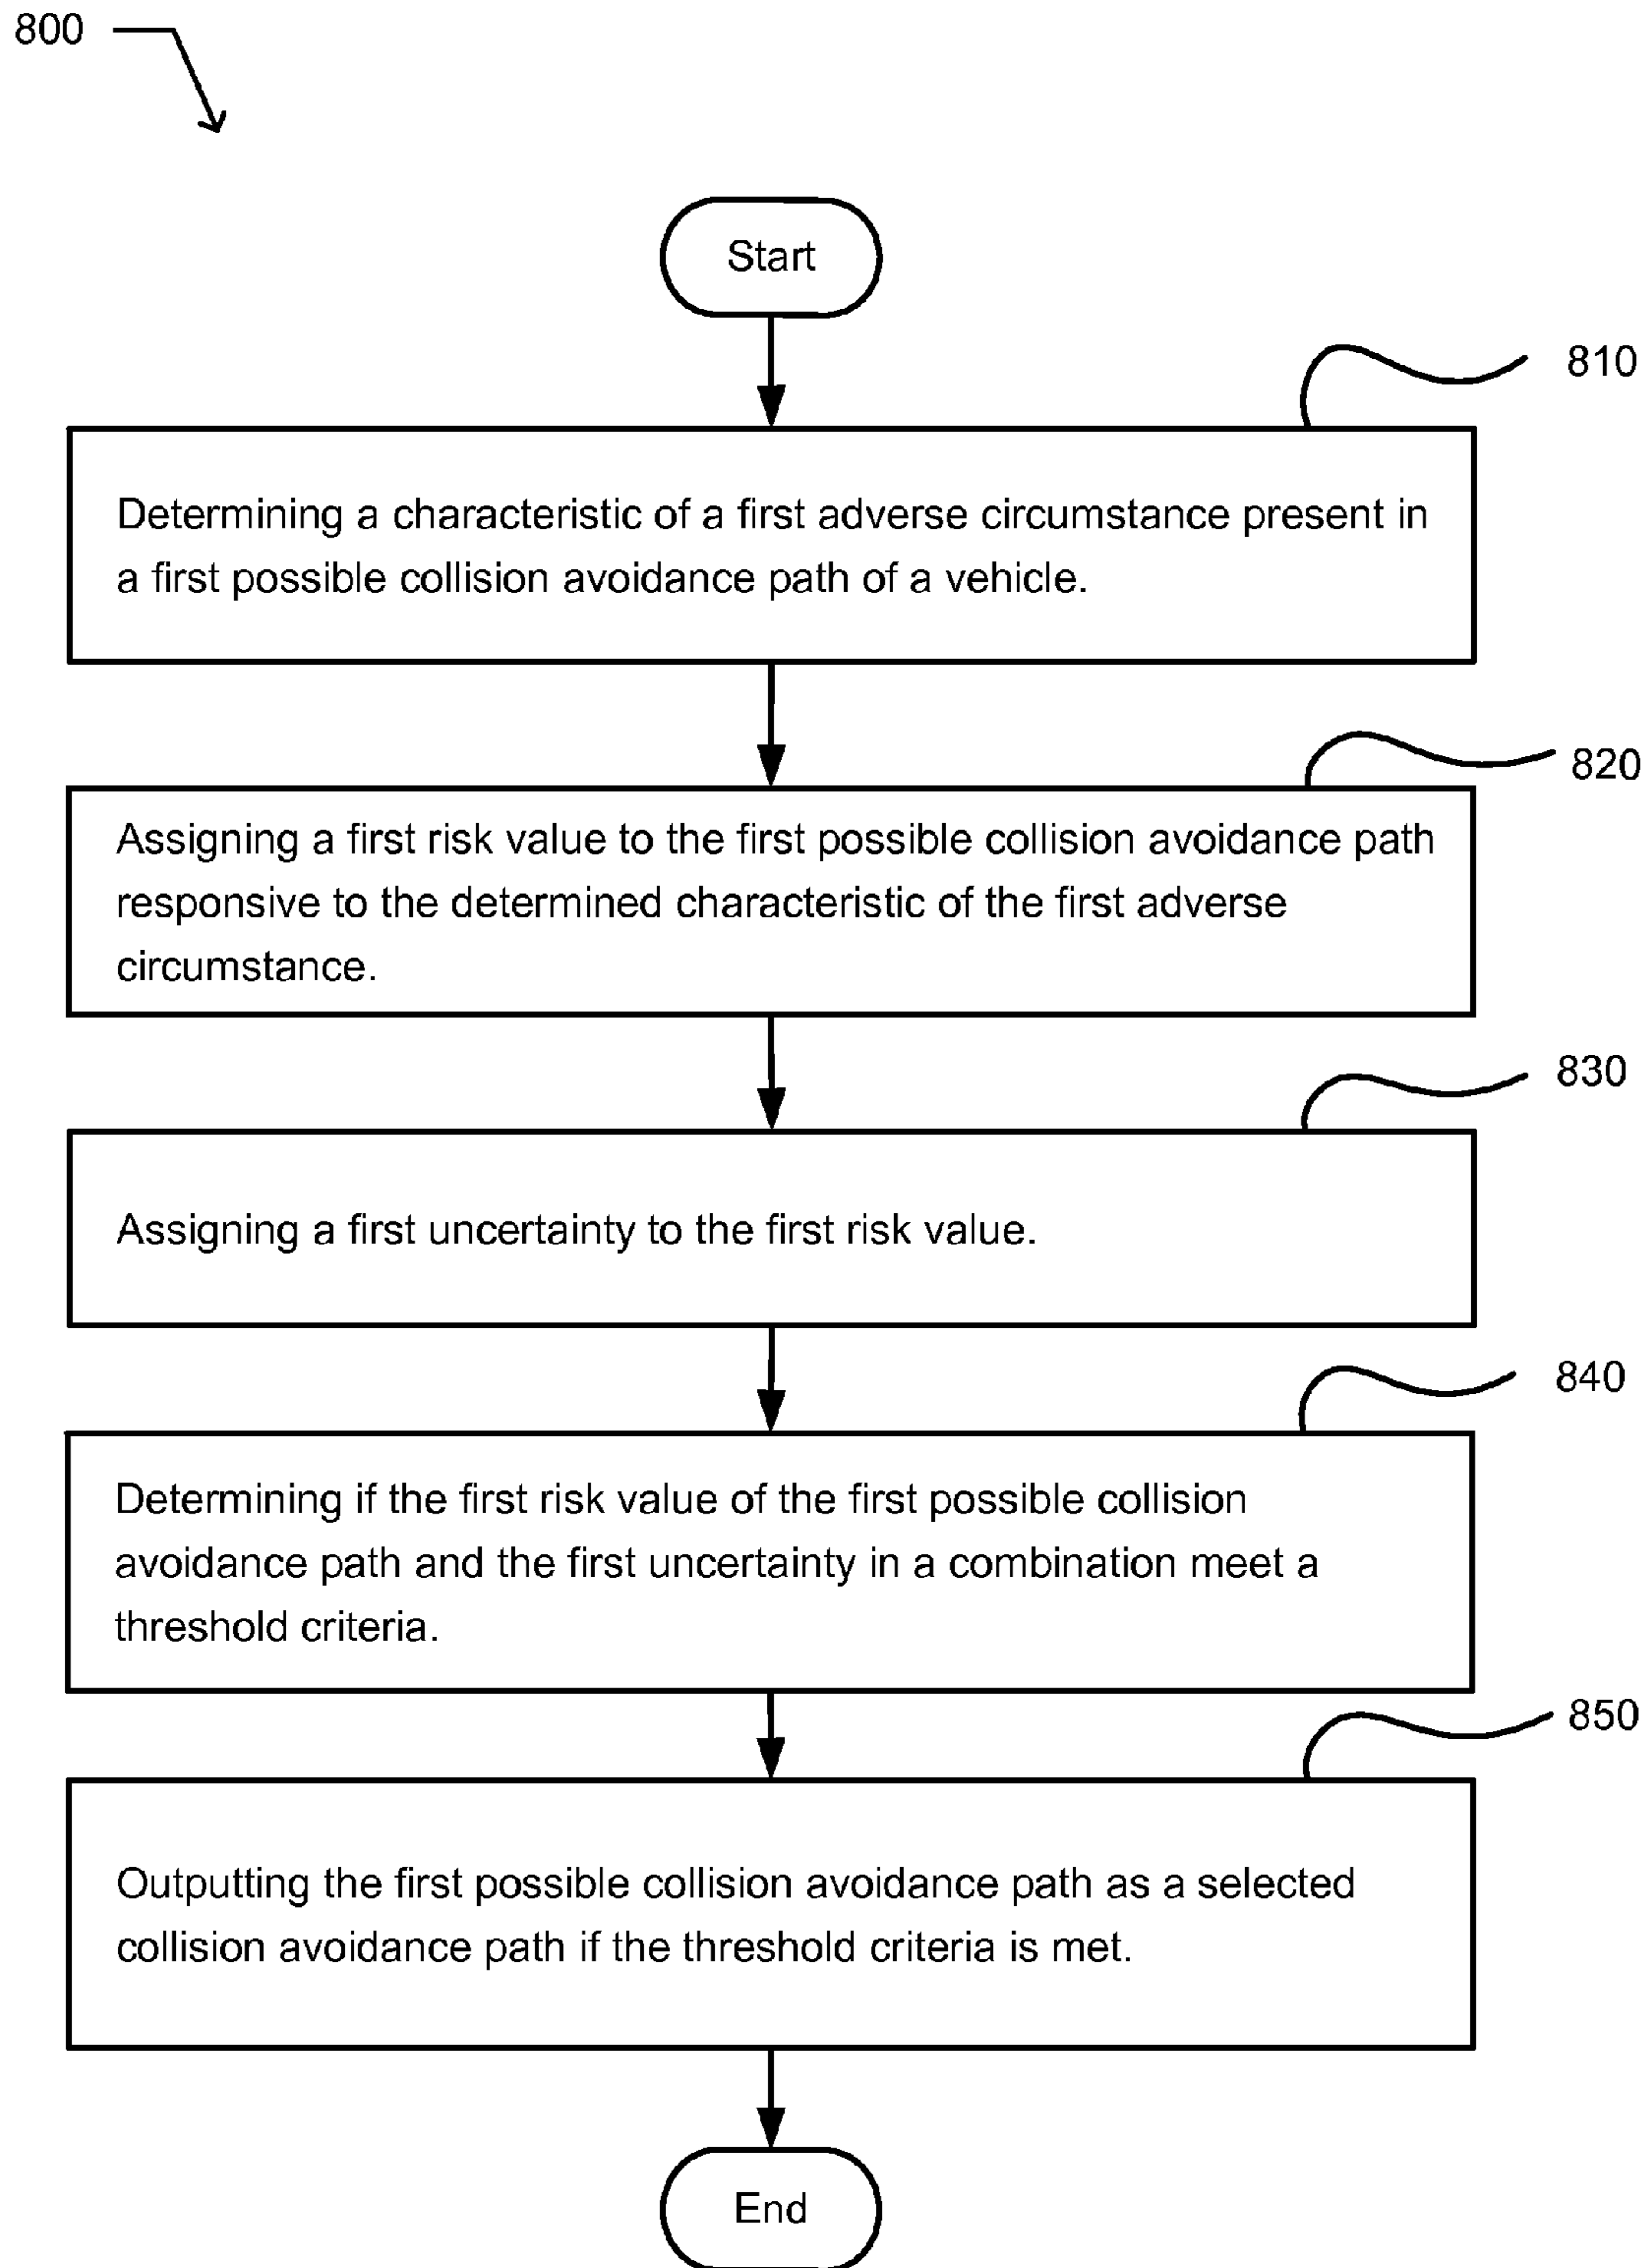 800
Start
810
Determining a characteristic of a first adverse circumstance present in
a first possible collision avoidance path of a vehicle.
820
Assigning a first risk value to the first possible collision avoidance path
responsive to the determined characteristic of the first adverse
circumstance.
830
Assigning a first uncertainty to the first risk value.
840
Determining if the first risk value of the first possible collision
avoidance path and the first uncertainty in a combination meet a
threshold criteria.
850
Outputting the first possible collision avoidance path as a selected
collision avoidance path if the threshold criteria is met.
End